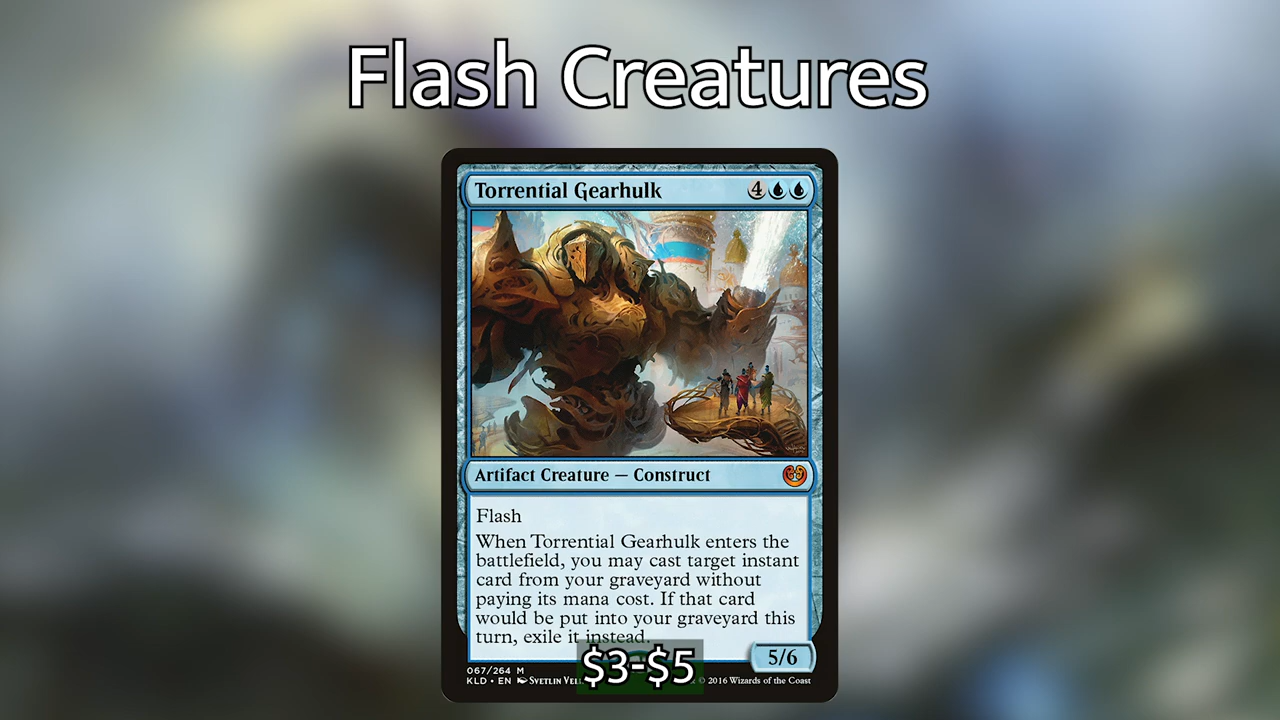 Flash Creatures
Torrential Gearhulk 4
Artifact Creature — Construct
Flash
When Torrential Gearhulk enters the
battlefield, you may cast target instant
card from your graveyard without
paying its mana cost. If that card
would be put into your graveyard this
turn, exile it instead.
5/6
$3-$5
067/264 M
KLD • EN © 2016 Wizards of the Coast